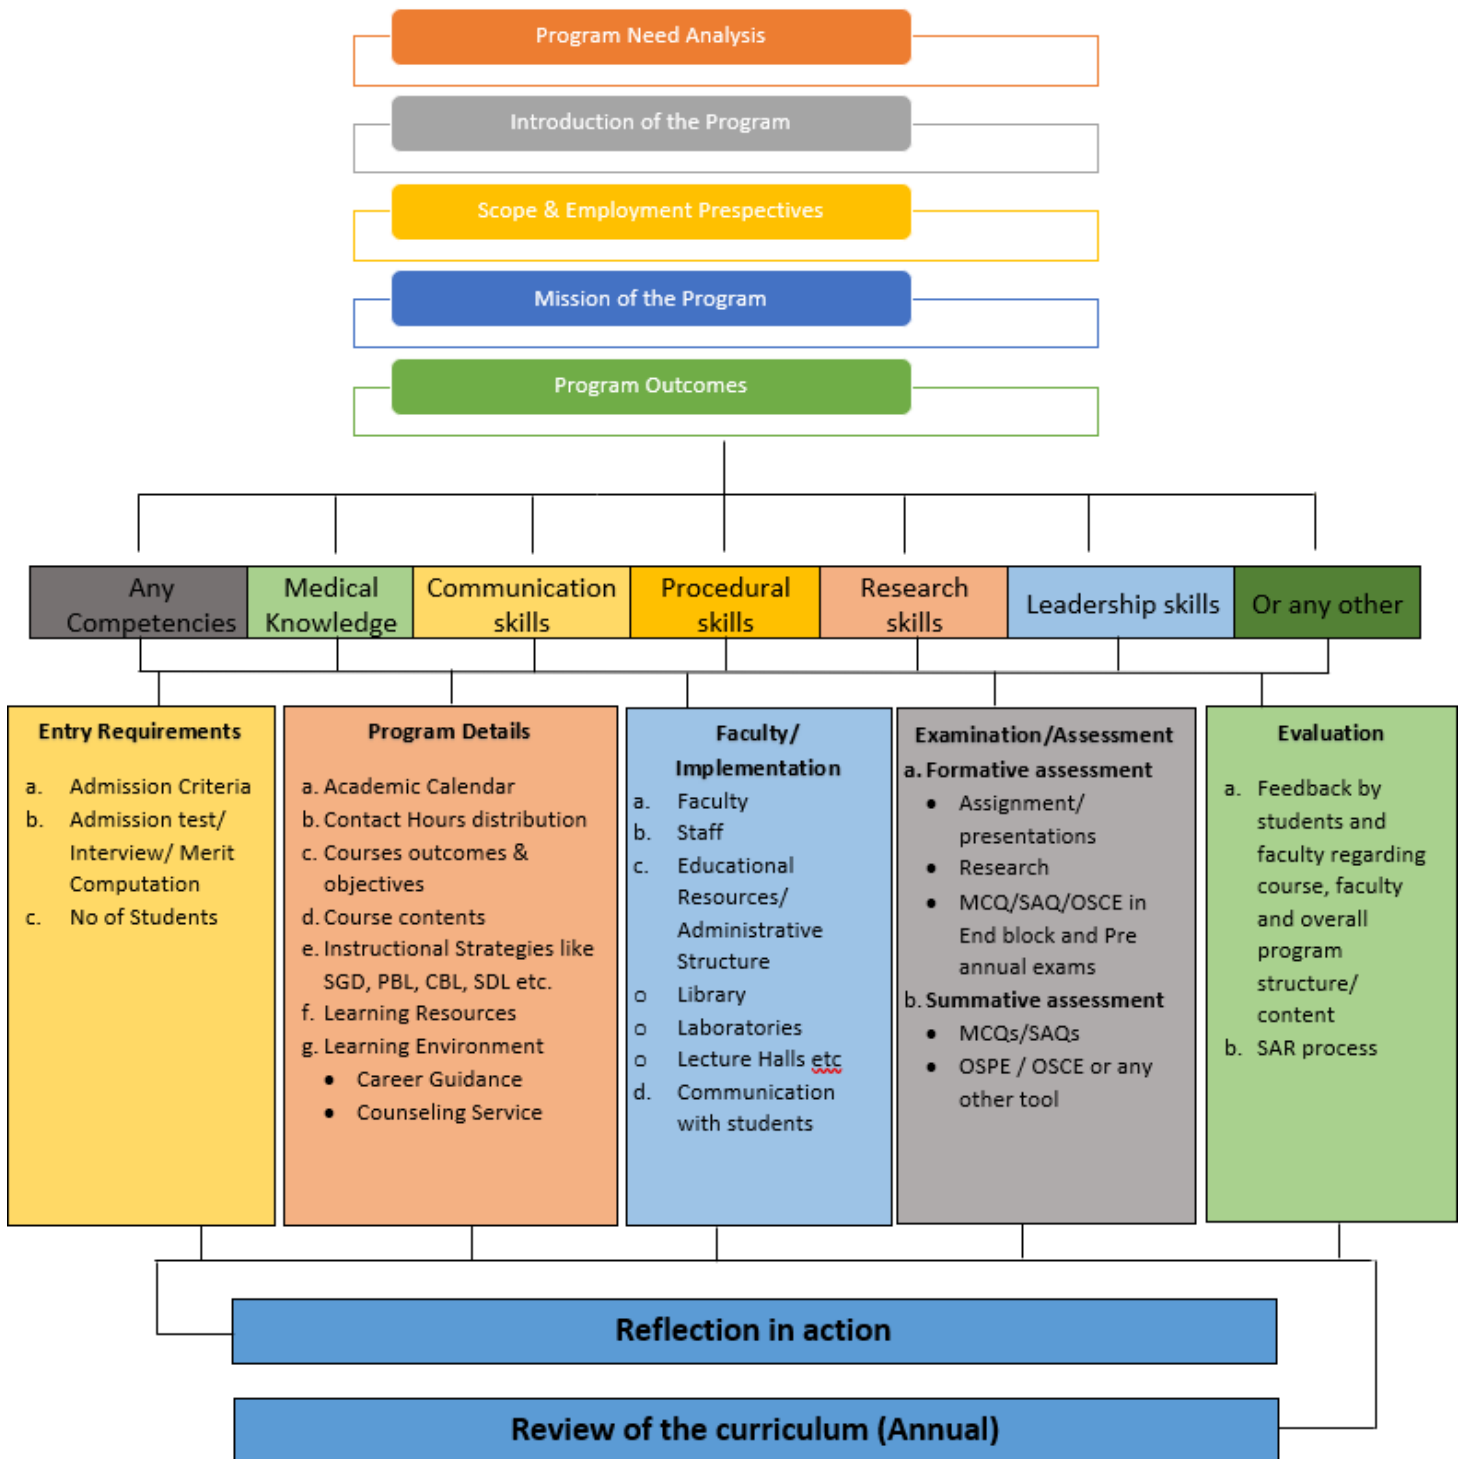 Program Need Analysis
Introduction of the Program
Scope & Employment Prespectives
Mission of the Program
Program Outcomes
Any
Competencies
Medical
Knowledge
Communication
skills
Procedural
skills
Research
skills
Leadership skills
Or any other
Entry Requirements
a. Admission Criteria
b. Admission test/
Interview/ Merit
Computation
c. No of Students
Program Details
a. Academic Calendar
b. Contact Hours distribution
c. Courses outcomes &
objectives
d. Course contents
e. Instructional Strategies like
SGD, PBL, CBL, SDL etc.
f. Learning Resources
g. Learning Environment
• Career Guidance
• Counseling Service
Faculty/
Implementation
a. Faculty
b. Staff
c. Educational
Resources/
Administrative
Structure
o Library
o Laboratories
o Lecture Halls etc
d. Communication
with students
Examination/Assessment
a. Formative assessment
• Assignment/
presentations
• Research
• MCQ/SAQ/OSCE in
End block and Pre
annual exams
b. Summative assessment
• MCQs/SAQs
• OSPE / OSCE or any
other tool
Evaluation
a. Feedback by
students and
faculty regarding
course, faculty
and overall
program
structure/
content
b. SAR process
Reflection in action
Review of the curriculum (Annual)